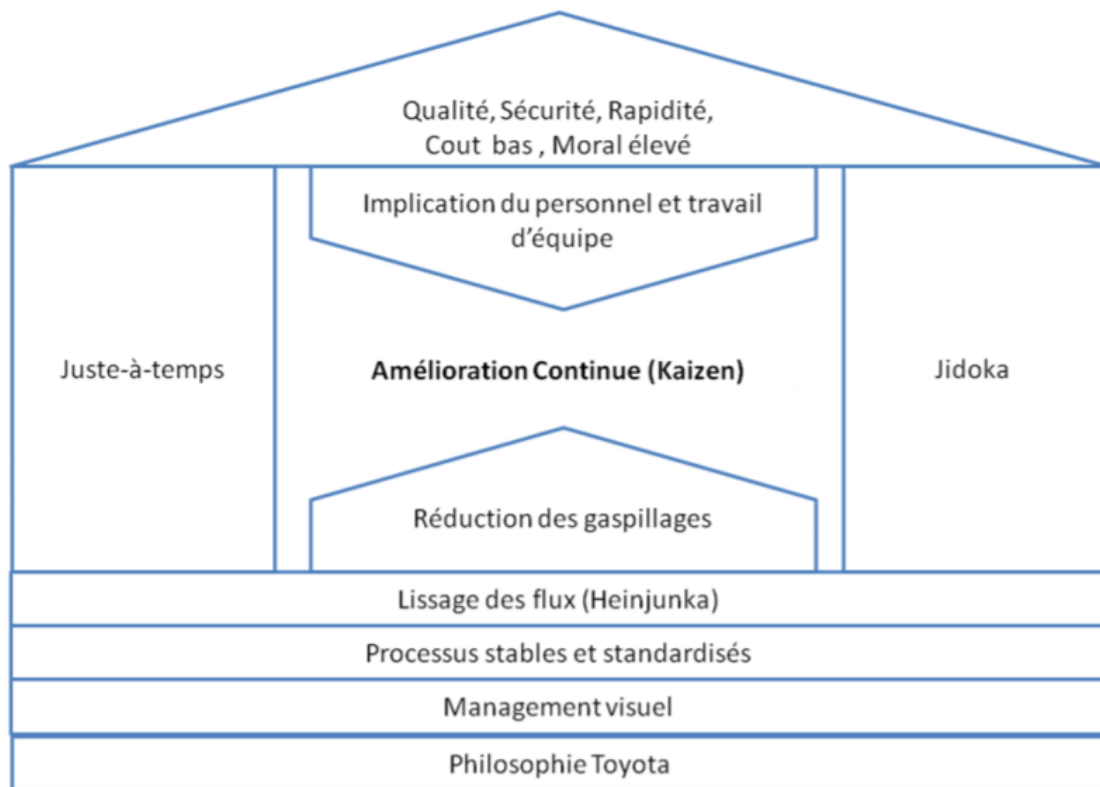 Qualité, Sécurité, Rapidité,
Cout bas , Moral élevé
Implication du personnel et travail
d'équipe
Juste-à-temps
Amélioration Continue (Kaizen)
Jidoka
Réduction des gaspillages
Lissage des flux (Heinjunka)
Processus stables et standardisés
Management visuel
Philosophie Toyota